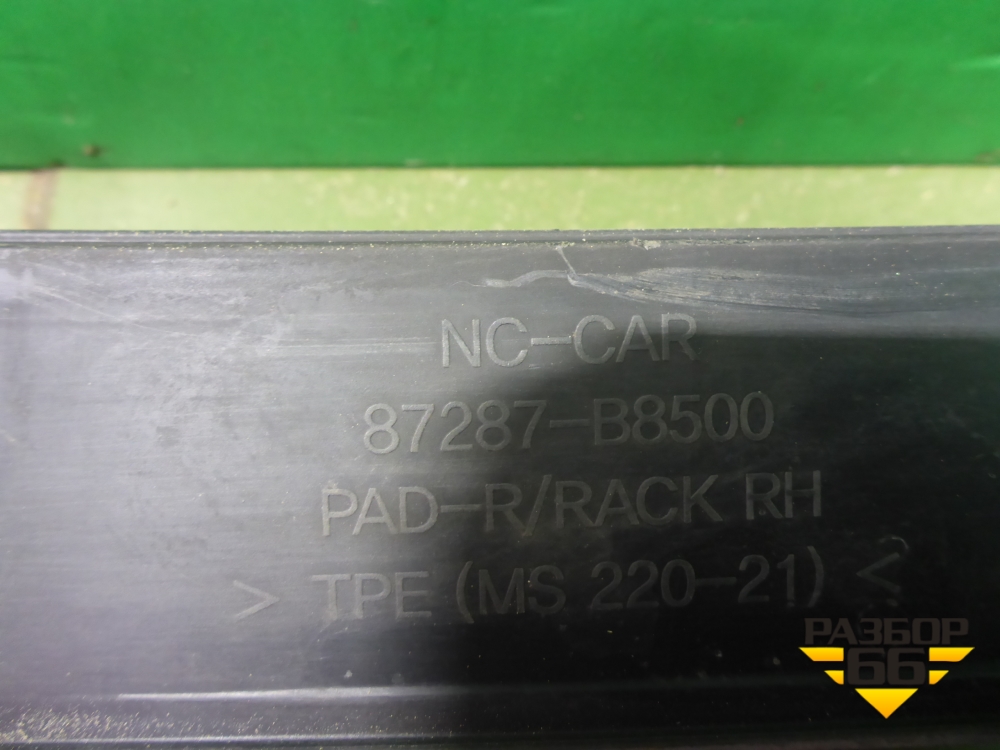 NC-CAR
87287-B8500
PAD-R/RACK RH
> TPE (MS 220-21) <
РАЗБОР
66